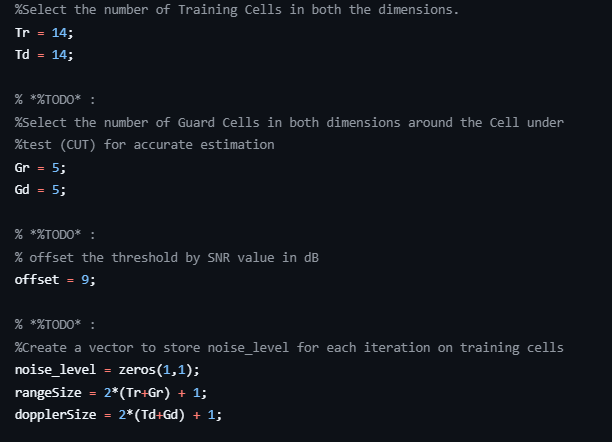 %Select the number of Training Cells in both the dimensions.
Tr = 14;
Td = 14;
% *%TODO* :
%Select the number of Guard Cells in both dimensions around the Cell under
%test (CUT) for accurate estimation
Gr = 5;
Gd = 5;
% *%TODO* :
% offset the threshold by SNR value in dB
offset = 9;
% *%TODO* :
%Create a vector to store noise_level for each iteration on training cells
noise_level = zeros(1,1);
rangeSize = 2*(Tr+Gr) + 1;
dopplerSize = 2*(Td+Gd) + 1;